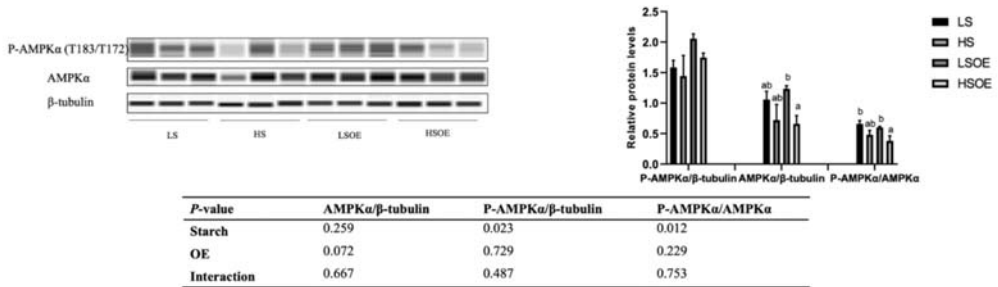 P-AMPKα (T183/T172)
AMPKα
β-tubulin
LS
HS
LSOE
HSOE
Relative protein levels
2.5
2.0
1.5
1.0
0.5
0.0
ab
ab
b
a
b
ab
b
a
P-AMPKα/β-tubulin AMPKα/β-tubulin P-AMPKα/AMPKα
LS
HS
LSOE
HSOE
P-value AMPKα/β-tubulin P-AMPKα/β-tubulin P-AMPKα/AMPKα
Starch 0.259 0.023 0.012
OE 0.072 0.729 0.229
Interaction 0.667 0.487 0.753